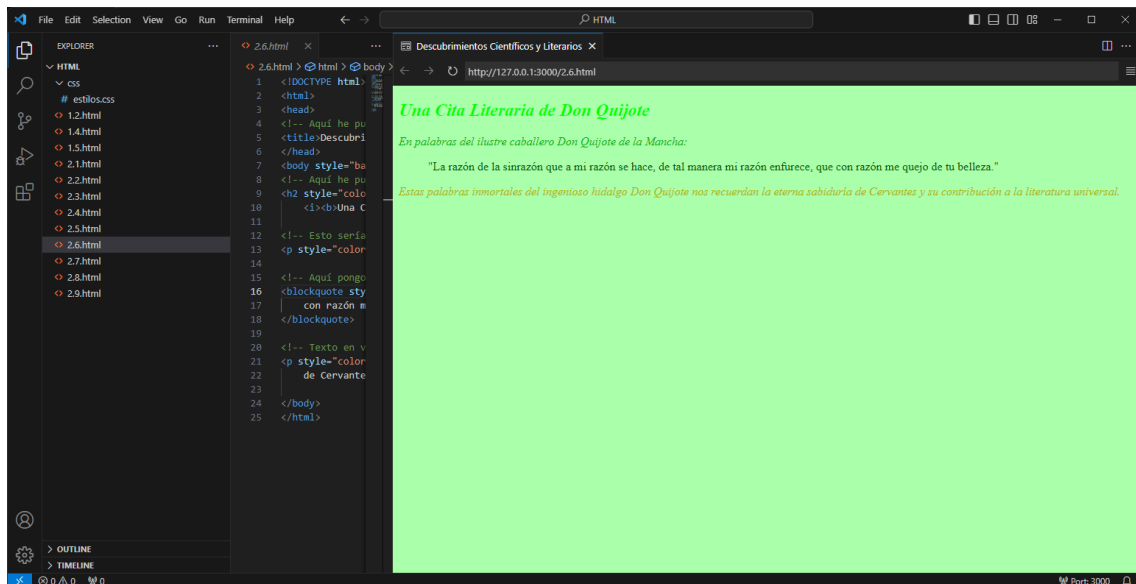 File Edit Selection View Go Run Terminal Help
HTML
EXPLORER
HTML
css
# estilos.css
1.2.html
1.4.html
1.5.html
2.1.html
2.2.html
2.3.html
2.4.html
2.5.html
2.6.html
2.7.html
2.8.html
2.9.html
OUTLINE
TIMELINE
2.6.html
2.6.html > html > body >
1 <!DOCTYPE html>
2 <html>
3 <head>
4 <!-- Aquí he pu
5 <title>Descubri
6 </head>
7 <body style="ba
8 <!-- Aquí he pu
9 <h2 style="colo
10 <i><b>Una C
11
12 <!-- Esto sería
13 <p style="color
14
15 <!-- Aquí pongo
16 <blockquote sty
17 con razón m
18 </blockquote>
19
20 <!-- Texto en v
21 <p style="color
22 de Cervante
23
24 </body>
25 </html>
Descubrimientos Científicos y Literarios
http://127.0.0.1:3000/2.6.html
Una Cita Literaria de Don Quijote
En palabras del ilustre caballero Don Quijote de la Mancha:
"La razón de la sinrazón que a mi razón se hace, de tal manera mi razón enfurece, que con razón me quejo de tu belleza."
Estas palabras inmortales del ingenioso hidalgo Don Quijote nos recuerdan la eterna sabiduría de Cervantes y su contribución a la literatura universal.
0 0 0
Port: 3000